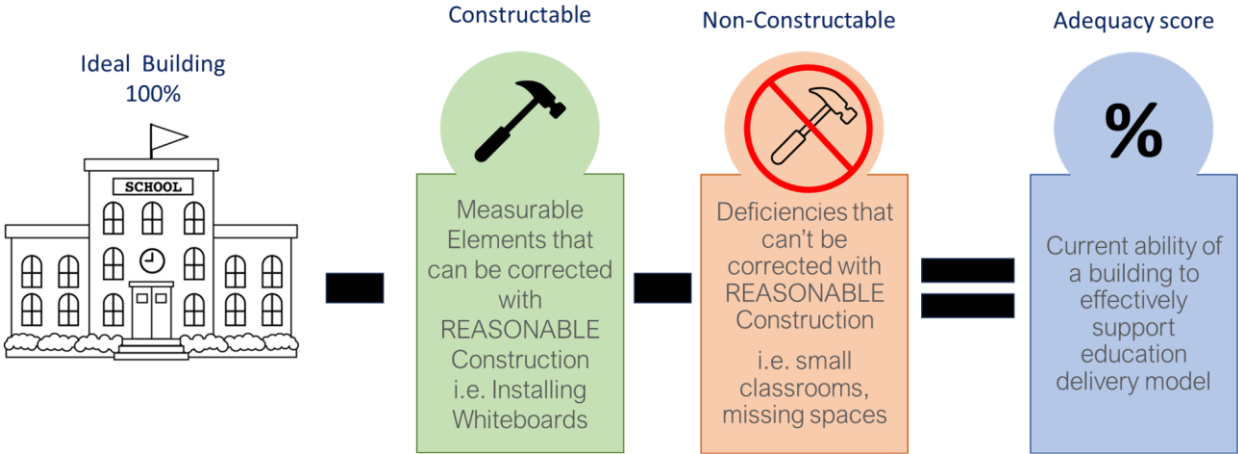 Ideal Building
100%
SCHOOL
Constructable
Measurable
Elements that
can be corrected
with
REASONABLE
Construction
i.e. Installing
Whiteboards
Non-Constructable
Deficiencies that
can't be
corrected with
REASONABLE
Construction
i.e. small
classrooms,
missing spaces
Adequacy score
%
Current ability of
a building to
effectively
support
education
delivery model